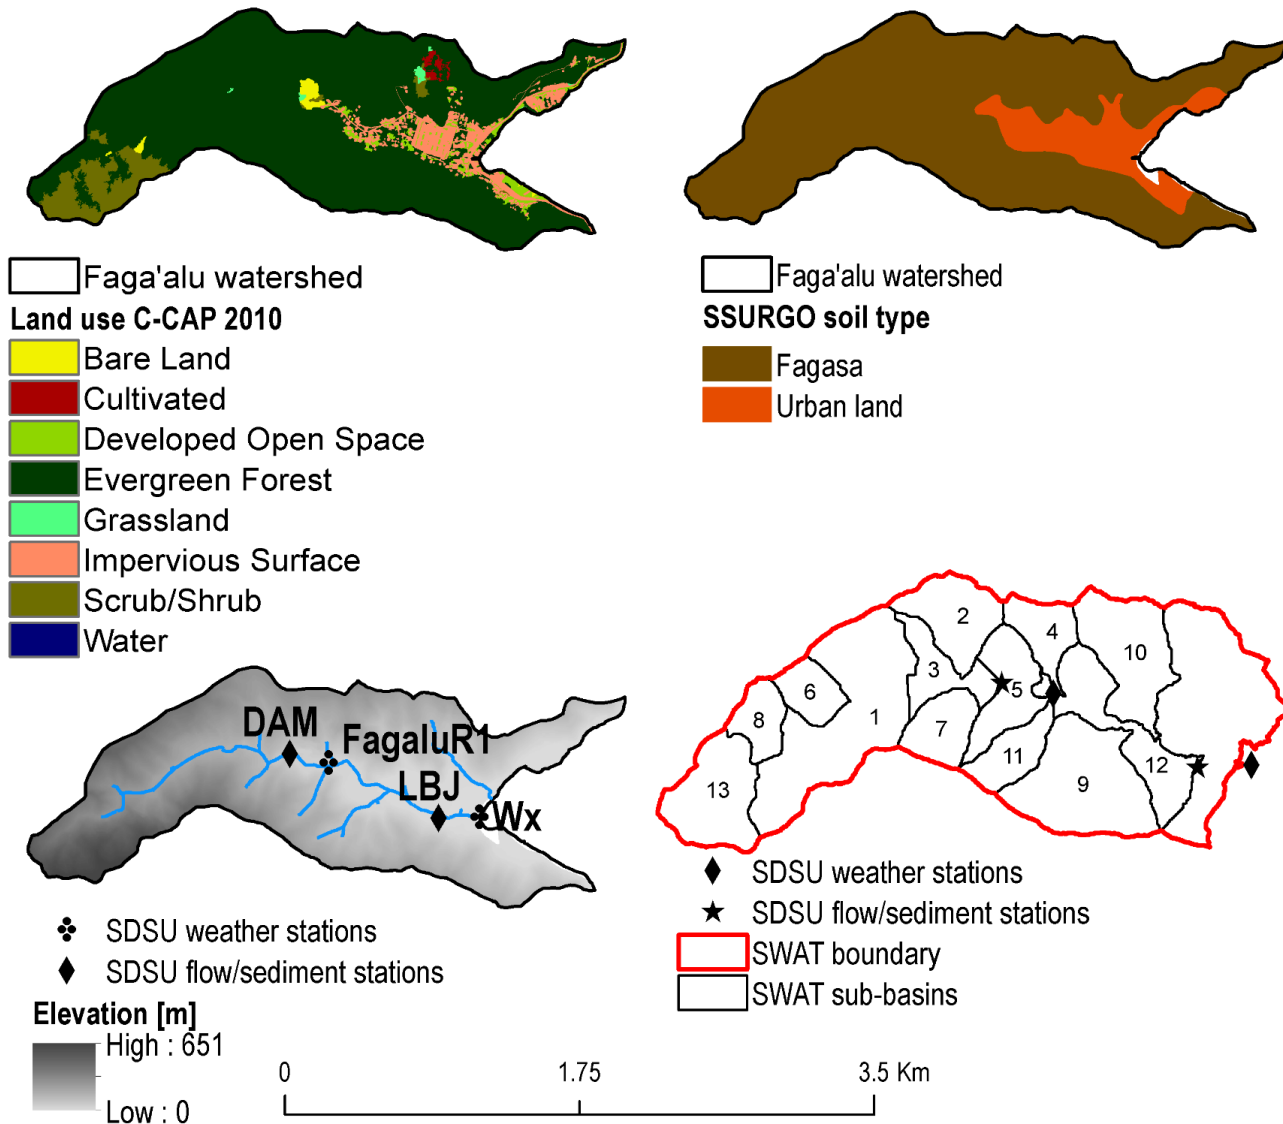 Faga'alu watershed
Land use C-CAP 2010
Bare Land
Cultivated
Developed Open Space
Evergreen Forest
Grassland
Impervious Surface
Scrub/Shrub
Water
Faga'alu watershed
SSURGO soil type
Fagasa
Urban land
DAM
FagaluR1
LBJ
Wx
SDSU weather stations
SDSU flow/sediment stations
Elevation [m]
High : 651
Low : 0
2
4
3
10
6
5
8
1
7
11
9
12
13
SDSU weather stations
SDSU flow/sediment stations
SWAT boundary
SWAT sub-basins
0 1.75 3.5 Km